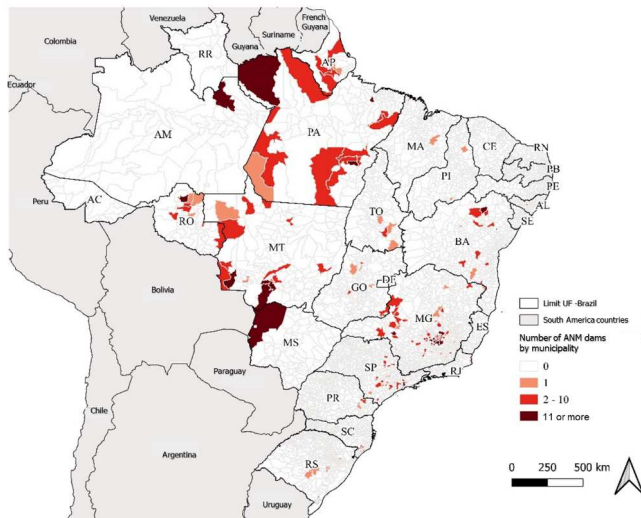 Venezuela
French
Guyana
Suriname
Guyana
Colombia
RR
AP
Ecuador
AM
PA
MA
CE
RN
PB
PE
AL
SE
PI
AC
Peru
RO
TO
BA
MT
Bolivia
GO
DF
MG
ES
MS
SP
RJ
Paraguay
PR
Chile
SC
Argentina
RS
Uruguay
Limit UF -Brazil
South America countries
Number of ANM dams
by municipality
0
1
2 - 10
11 or more
0 250 500 km